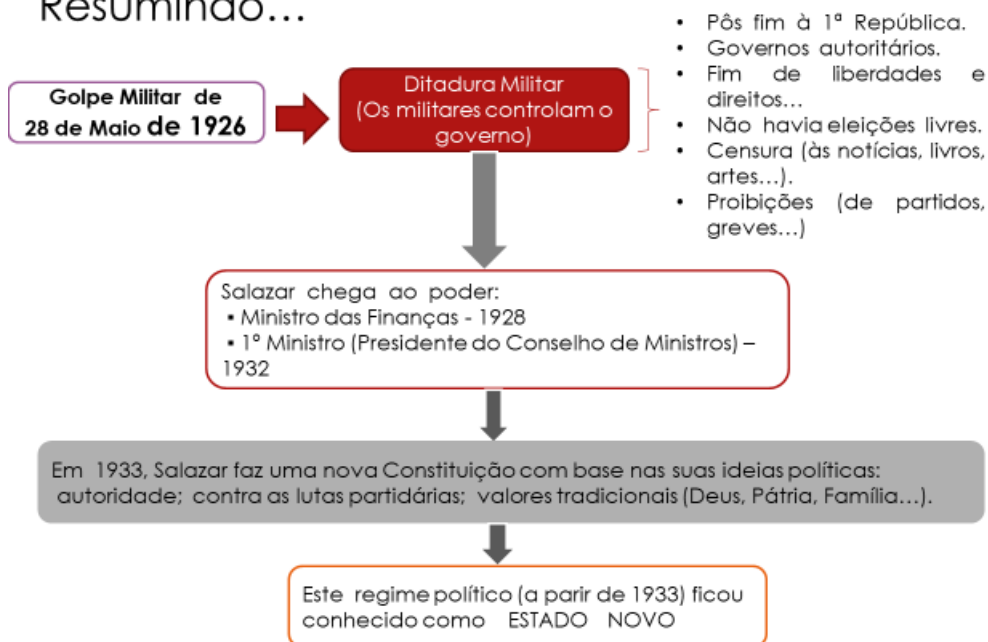 Resumindo...
Golpe Militar de
28 de Maio de 1926
Ditadura Militar
(Os militares controlam o
governo)
• Pôs fim à 1ª República.
• Governos autoritários.
• Fim de liberdades e
direitos...
• Não havia eleições livres.
• Censura (às notícias, livros,
artes...).
• Proibições (de partidos,
greves...)
Salazar chega ao poder:
▪ Ministro das Finanças - 1928
▪ 1º Ministro (Presidente do Conselho de Ministros) –
1932
Em 1933, Salazar faz uma nova Constituição com base nas suas ideias políticas:
autoridade; contra as lutas partidárias; valores tradicionais (Deus, Pátria, Família...).
Este regime político (a parir de 1933) ficou
conhecido como ESTADO NOVO